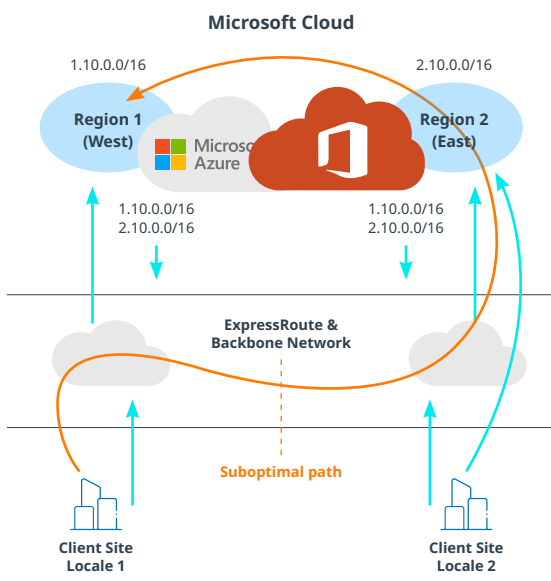 Microsoft Cloud
1.10.0.0/16
2.10.0.0/16
Region 1
(West)
Region 2
(East)
Microso
Azure
1.10.0.0/16
2.10.0.0/16
1.10.0.0/16
2.10.0.0/16
ExpressRoute &
Backbone Network
Suboptimal path
Client Site
Locale 1
Client Site
Locale 2